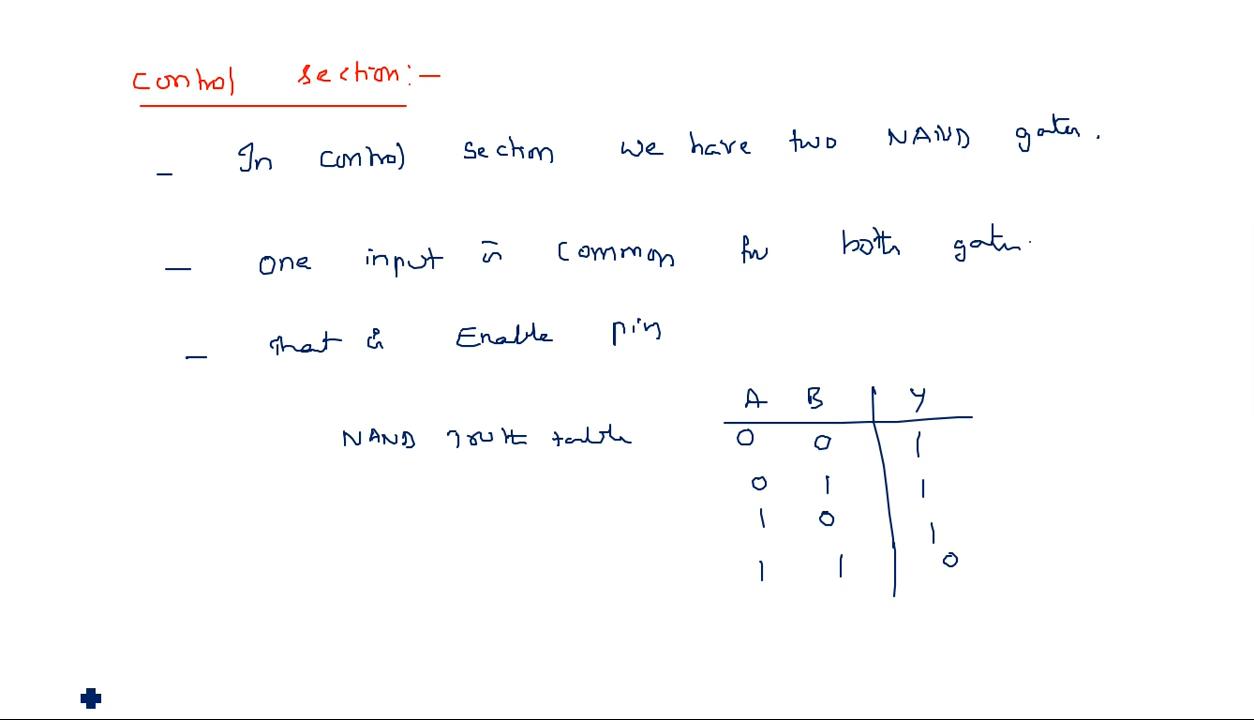 Control section:-
- In control section we have two NAND gates.
- one input is common for both gates.
- That is Enable pin
A B Y
NAND Truth table
0 0 1
0 1 1
1 0 1
1 1 0